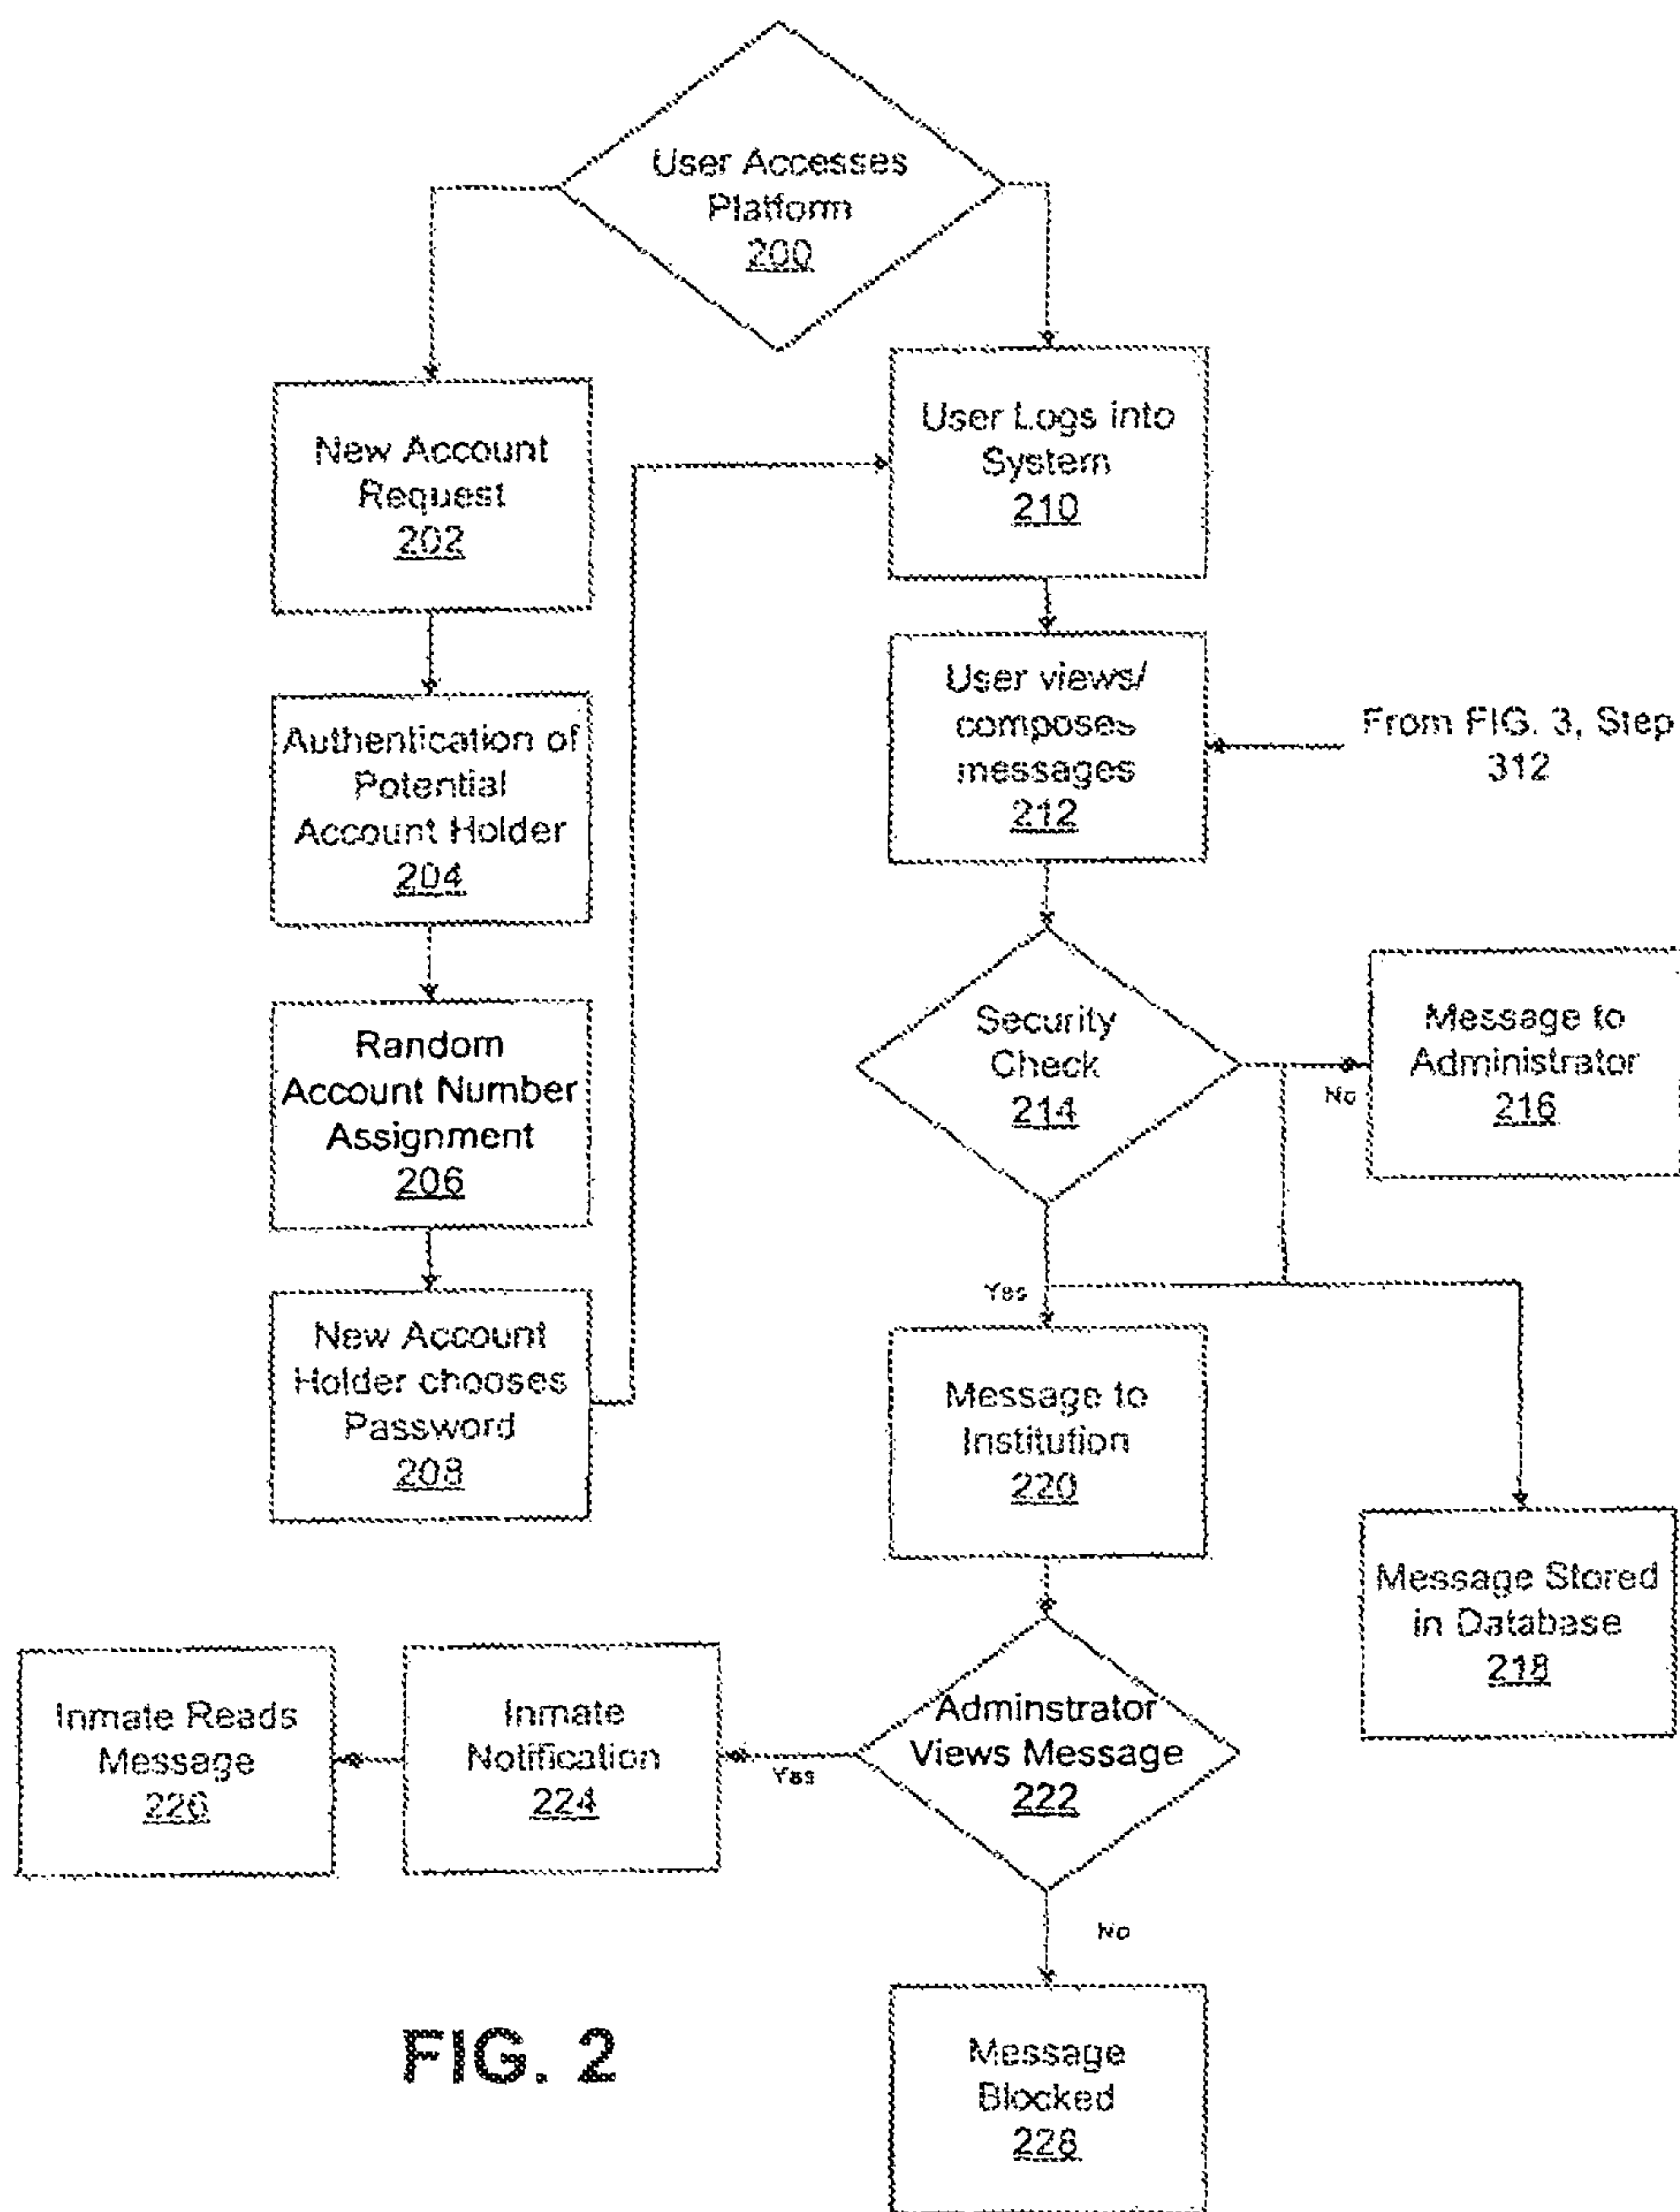 User Accesses
Platform
200
New Account
Request
202
User Logs into
System
210
Authentication of
Potential
Account Holder
204
User views/
composes
messages
212
From FIG. 3, Step
312
Random
Account Number
Assignment
206
Security
Check
214
No
Message to
Administrator
216
New Account
Holder chooses
Password
208
Yes
Message to
Institution
220
Message Stored
in Database
218
Inmate Reads
Message
226
Inmate
Notification
224
Yes
Adminstrator
Views Message
222
No
Message
Blocked
228
FIG. 2